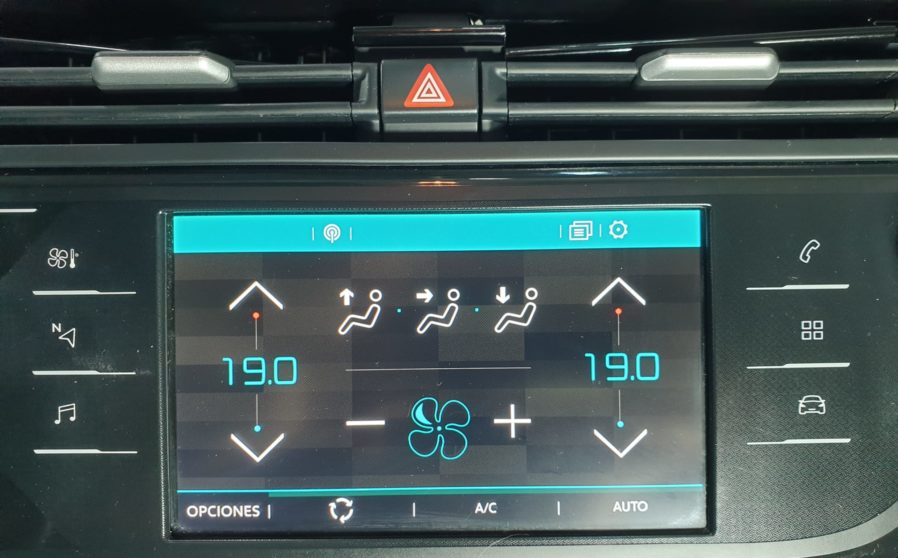 N
19.0 19.0
OPCIONES A/C AUTO